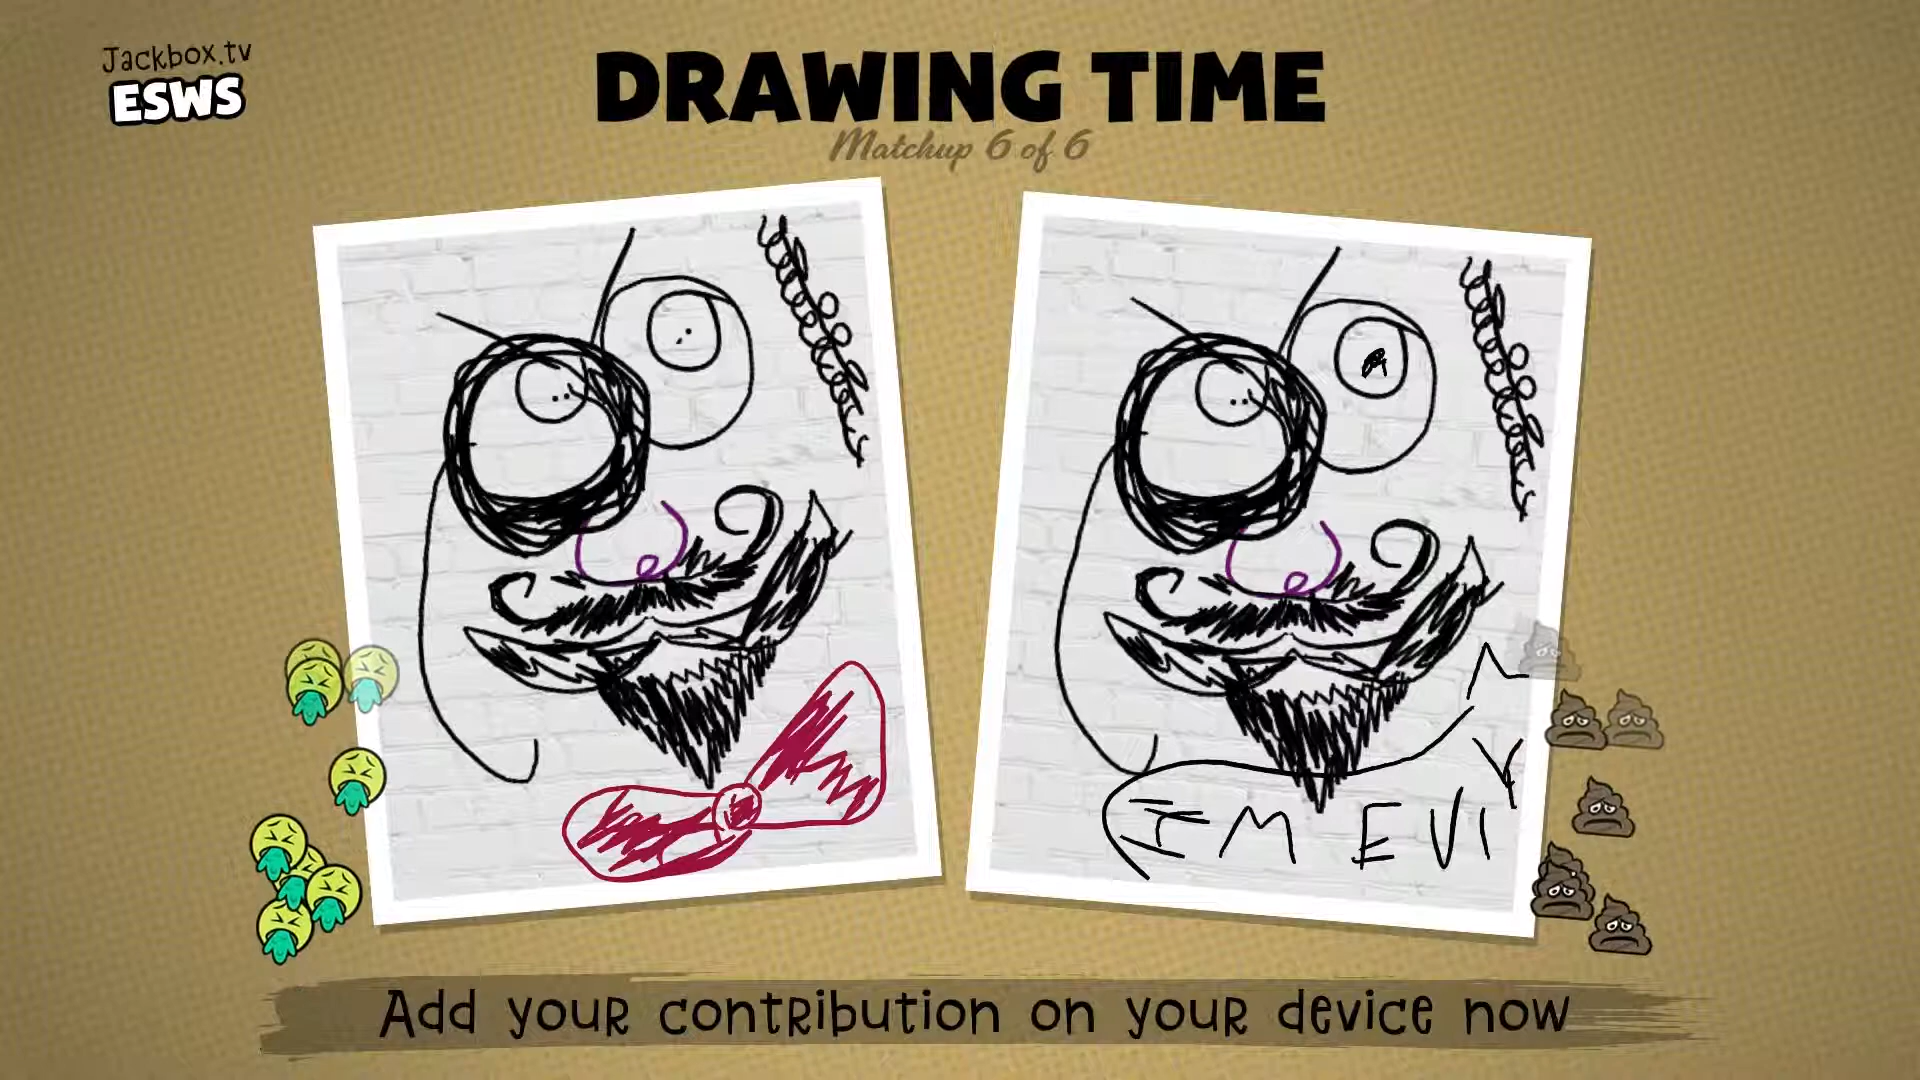 Jackbox.tv
ESWS
DRAWING TIME
Matchup 6 of 6
IM EVI
Add your contribution on your device now